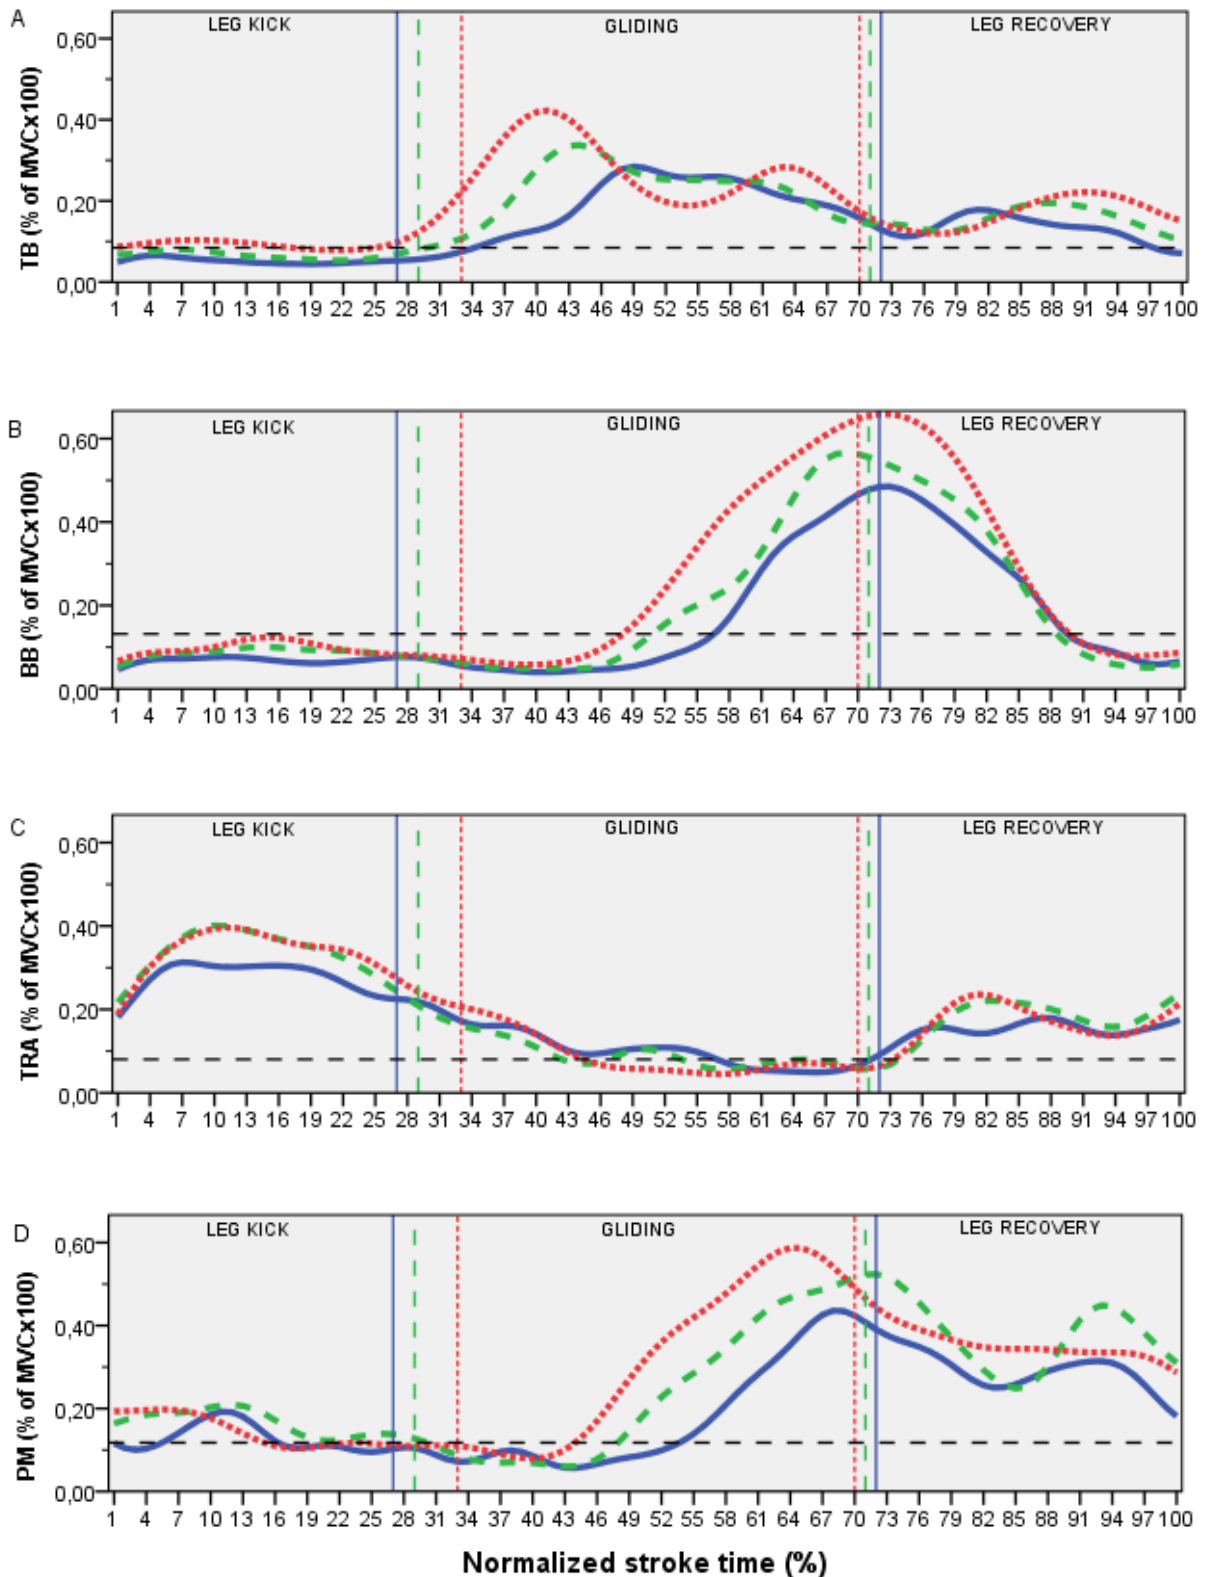 A
LEG KICK GLIDING LEG RECOVERY
TB (% of MVCx100)
0,60
0,40
0,20
0,00
1 4 7 10 13 16 19 22 25 28 31 34 37 40 43 46 49 52 55 58 61 64 67 70 73 76 79 82 85 88 91 94 97 100
B
LEG KICK GLIDING LEG RECOVERY
BB (% of MVCx100)
0,60
0,40
0,20
0,00
1 4 7 10 13 16 19 22 25 28 31 34 37 40 43 46 49 52 55 58 61 64 67 70 73 76 79 82 85 88 91 94 97 100
C
LEG KICK GLIDING LEG RECOVERY
TRA (% of MVCx100)
0,60
0,40
0,20
0,00
1 4 7 10 13 16 19 22 25 28 31 34 37 40 43 46 49 52 55 58 61 64 67 70 73 76 79 82 85 88 91 94 97 100
D
LEG KICK GLIDING LEG RECOVERY
PM (% of MVCx100)
0,60
0,40
0,20
0,00
1 4 7 10 13 16 19 22 25 28 31 34 37 40 43 46 49 52 55 58 61 64 67 70 73 76 79 82 85 88 91 94 97 100
Normalized stroke time (%)